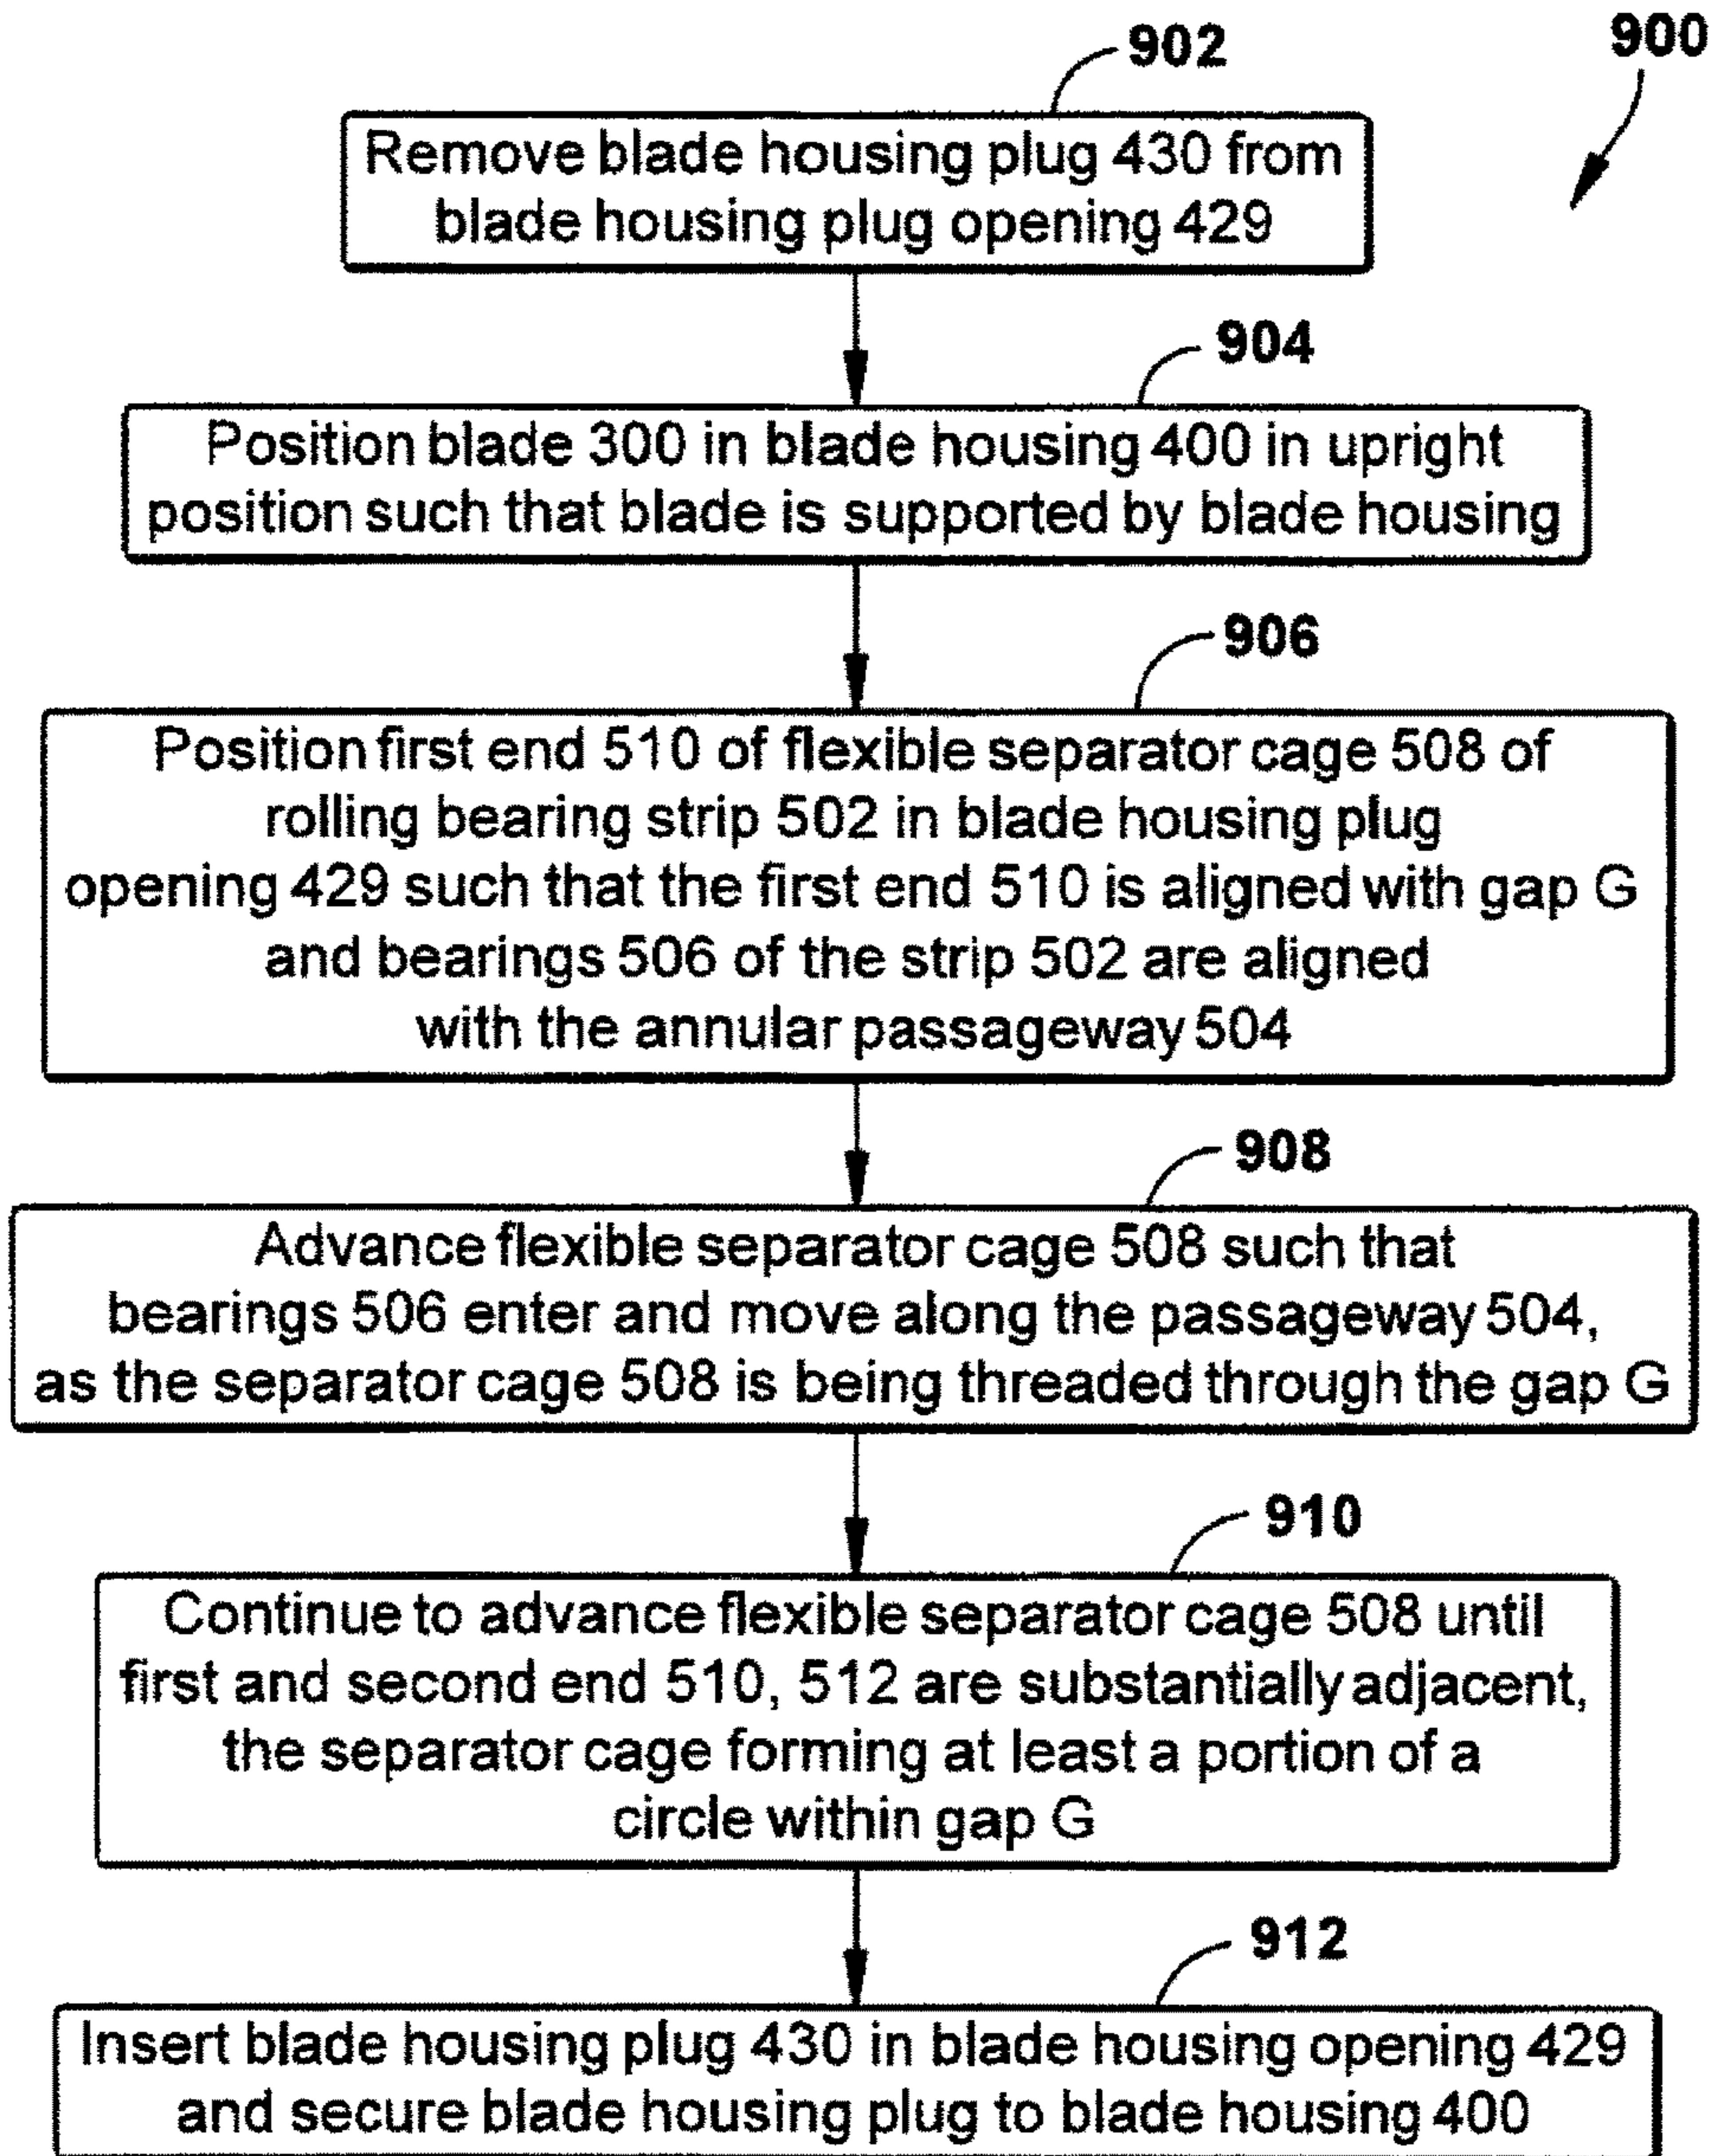 900
902
Remove blade housing plug 430 from
blade housing plug opening 429
904
Position blade 300 in blade housing 400 in upright
position such that blade is supported by blade housing
906
Position first end 510 of flexible separator cage 508 of
rolling bearing strip 502 in blade housing plug
opening 429 such that the first end 510 is aligned with gap G
and bearings 506 of the strip 502 are aligned
with the annular passageway 504
908
Advance flexible separator cage 508 such that
bearings 506 enter and move along the passageway 504,
as the separator cage 508 is being threaded through the gap G
910
Continue to advance flexible separator cage 508 until
first and second end 510, 512 are substantially adjacent,
the separator cage forming at least a portion of a
circle within gap G
912
Insert blade housing plug 430 in blade housing opening 429
and secure blade housing plug to blade housing 400